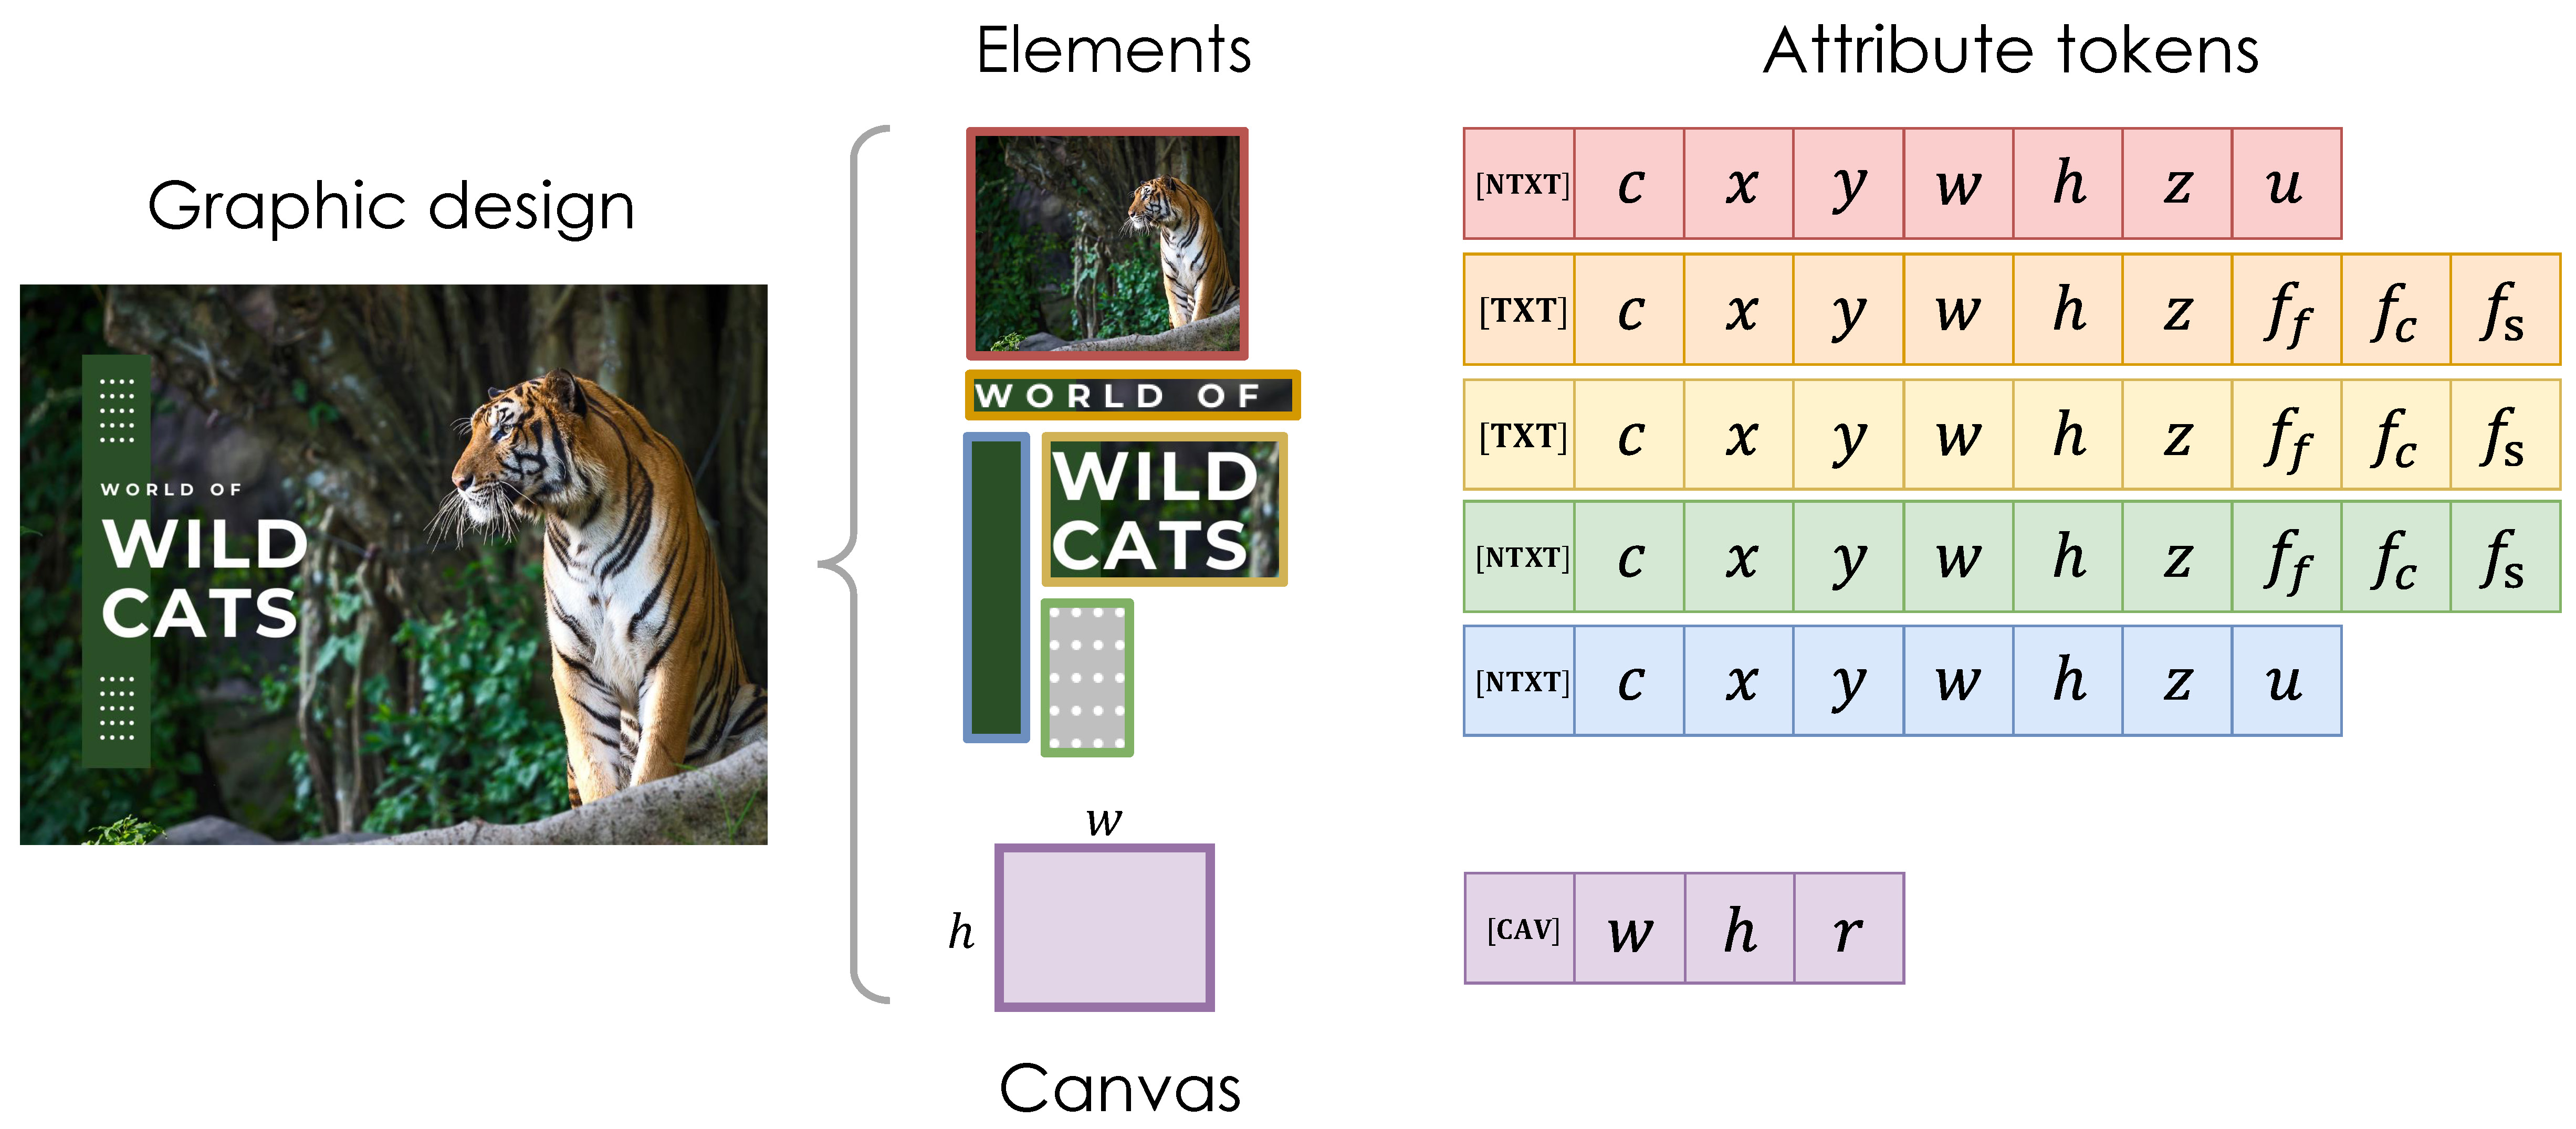 Elements
Attribute tokens
Graphic design
WORLD OF
WILD
CATS
WORLD OF
WILD
CATS
[NTXT] c x y w h z u
[TXT] c x y w h z f_f f_c f_s
[TXT] c x y w h z f_f f_c f_s
[NTXT] c x y w h z f_f f_c f_s
[NTXT] c x y w h z u
w
h
[CAV] w h r
Canvas